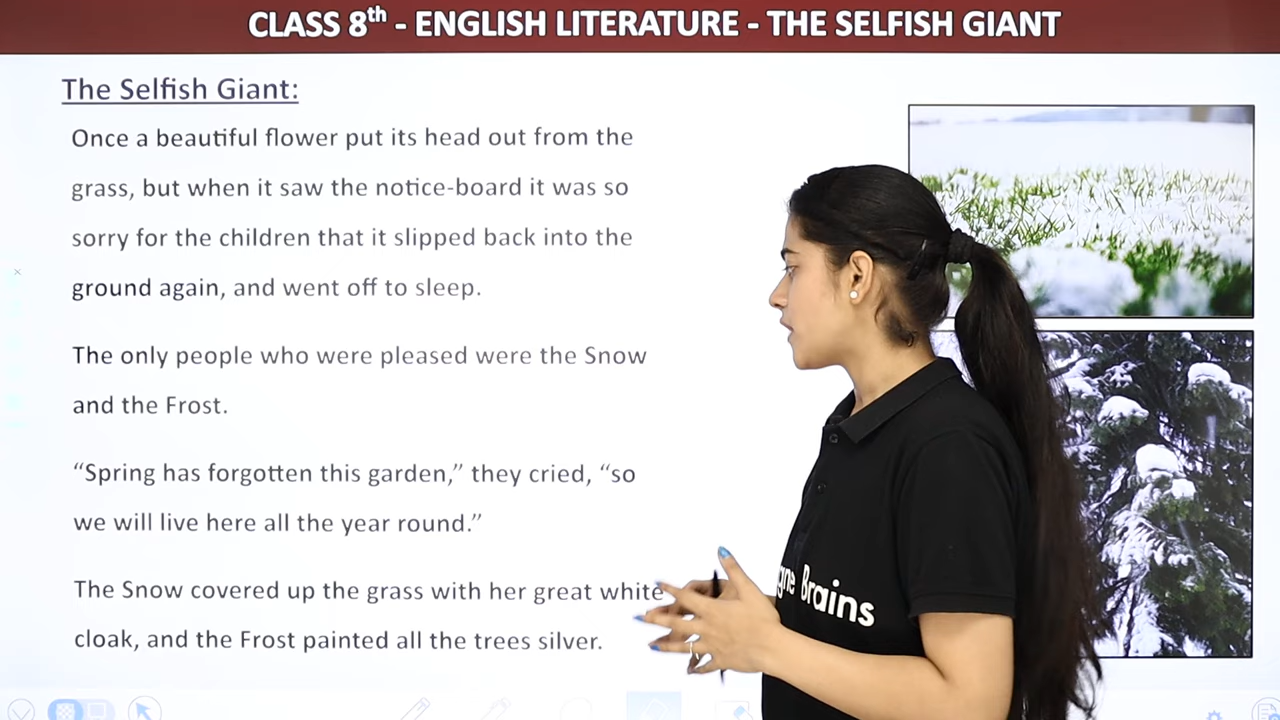 CLASS 8th - ENGLISH LITERATURE - THE SELFISH GIANT
The Selfish Giant:
Once a beautiful flower put its head out from the
grass, but when it saw the notice-board it was so
sorry for the children that it slipped back into the
ground again, and went off to sleep.
The only people who were pleased were the Snow
and the Frost.
“Spring has forgotten this garden,” they cried, “so
we will live here all the year round.”
The Snow covered up the grass with her great white
cloak, and the Frost painted all the trees silver.
Brains